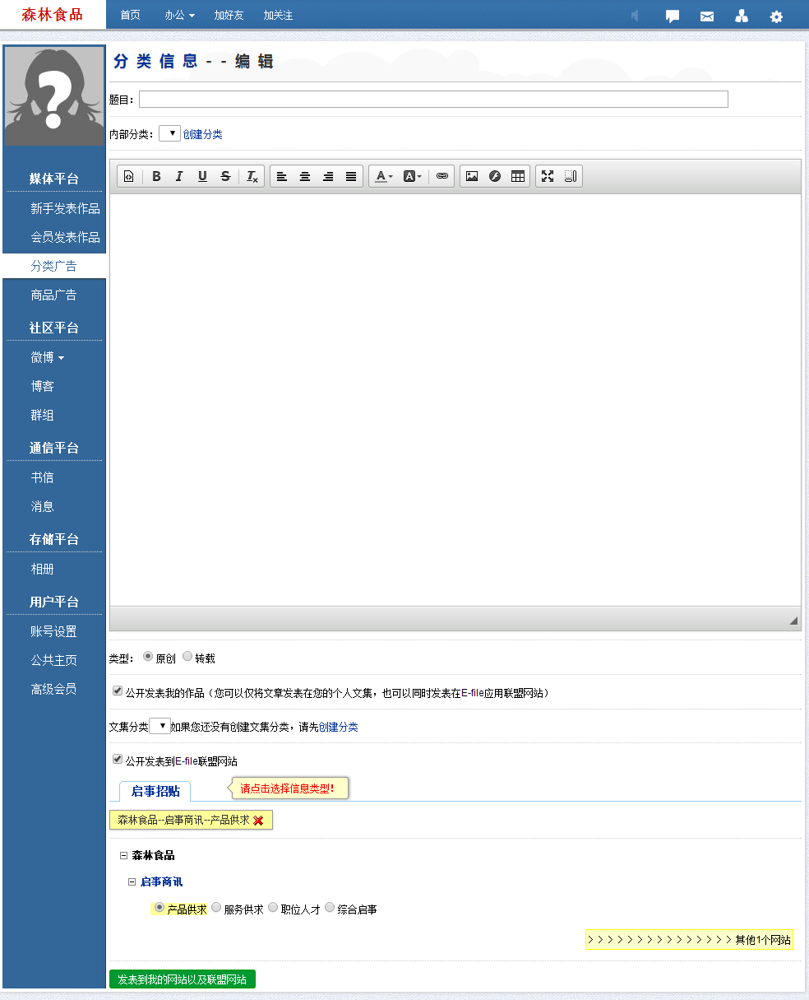 森林食品 首页 办公 加好友 加关注
分类信息--编辑
题目：
内部分类： 创建分类
媒体平台
新手发表作品
会员发表作品
分类广告
商品广告
社区平台
微博
博客
群组
通信平台
书信
消息
存储平台
相册
用户平台
账号设置
公共主页
高级会员
类型： 原创 转载
公开发表我的作品（您可以仅将文章发表在您的个人文集，也可以同时发表在E-file应用联盟网站）
文集分类 如果您还没有创建文集分类，请先创建分类
公开发表到E-file联盟网站
启事招贴 请点击选择信息类型！
森林食品--启事商讯--产品供求
森林食品
启事商讯
产品供求 服务供求 职位人才 综合启事
＞＞＞＞＞＞＞＞＞＞＞＞＞＞＞其他1个网站
发表到我的网站以及联盟网站